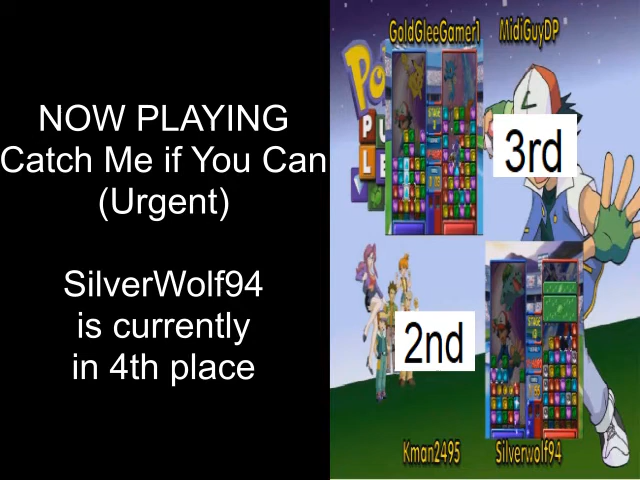 NOW PLAYING
Catch Me if You Can
(Urgent)
SilverWolf94
is currently
in 4th place
GoldGleeGamer1
MidiGuyDP
3rd
2nd
Kman2495
Silverwolf94